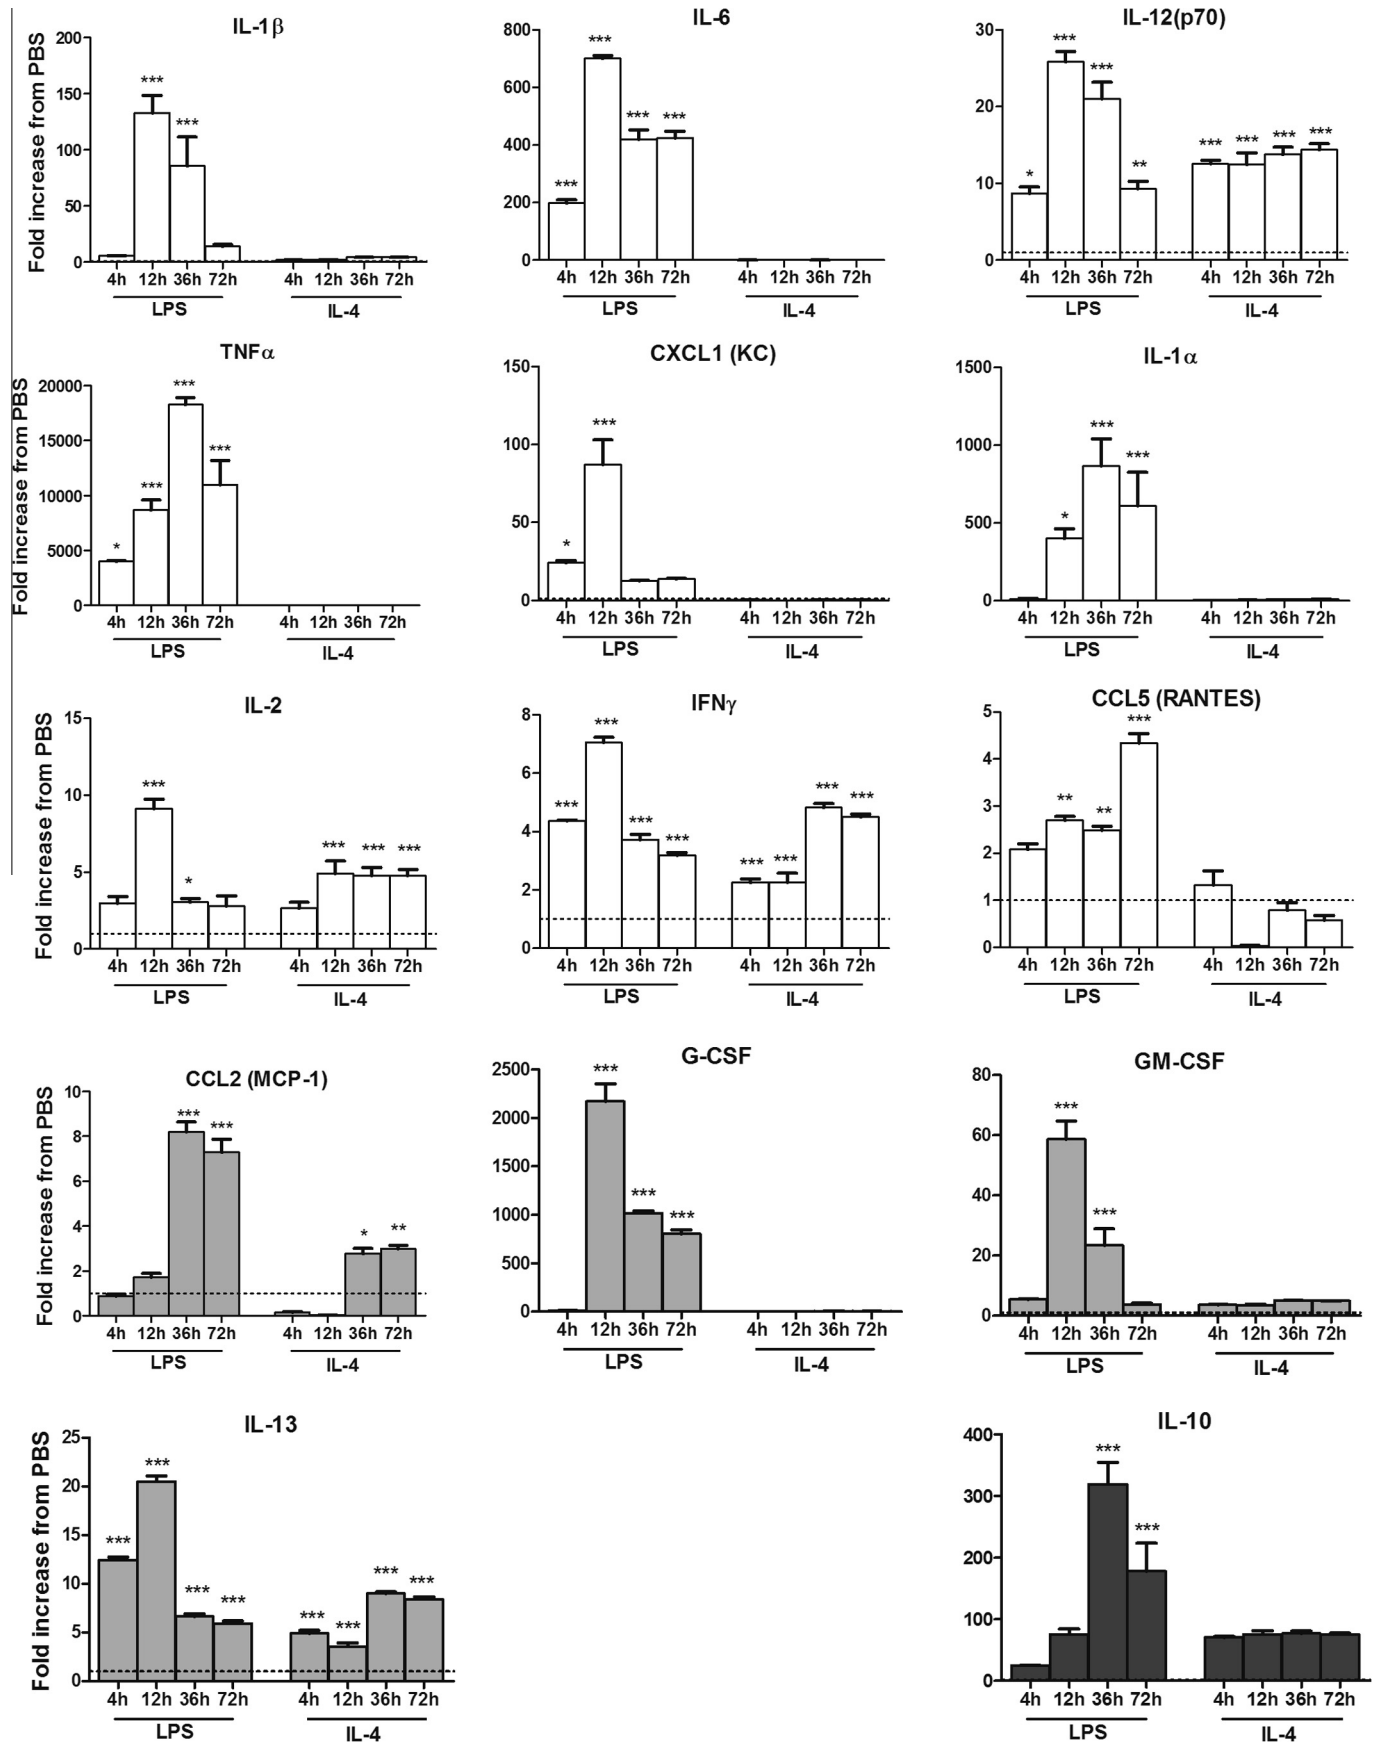 IL-1β
Fold increase from PBS
200
150
100
50
0
***
***
4h 12h 36h 72h 4h 12h 36h 72h
LPS IL-4
IL-6
800
600
400
200
0
***
***
***
***
4h 12h 36h 72h 4h 12h 36h 72h
LPS IL-4
IL-12(p70)
30
20
10
0
*
***
***
**
***
***
***
***
4h 12h 36h 72h 4h 12h 36h 72h
LPS IL-4
TNFα
Fold increase from PBS
20000
15000
10000
5000
0
*
***
***
***
4h 12h 36h 72h 4h 12h 36h 72h
LPS IL-4
CXCL1 (KC)
150
100
50
0
*
***
4h 12h 36h 72h 4h 12h 36h 72h
LPS IL-4
IL-1α
1500
1000
500
0
*
***
***
4h 12h 36h 72h 4h 12h 36h 72h
LPS IL-4
IL-2
Fold increase from PBS
15
10
5
0
***
*
***
***
***
4h 12h 36h 72h 4h 12h 36h 72h
LPS IL-4
IFNγ
8
6
4
2
0
***
***
***
***
***
***
***
***
4h 12h 36h 72h 4h 12h 36h 72h
LPS IL-4
CCL5 (RANTES)
5
4
3
2
1
0
**
**
***
4h 12h 36h 72h 4h 12h 36h 72h
LPS IL-4
CCL2 (MCP-1)
Fold increase from PBS
10
8
6
4
2
0
***
***
*
**
4h 12h 36h 72h 4h 12h 36h 72h
LPS IL-4
G-CSF
2500
2000
1500
1000
500
0
***
***
***
4h 12h 36h 72h 4h 12h 36h 72h
LPS IL-4
GM-CSF
80
60
40
20
0
***
***
4h 12h 36h 72h 4h 12h 36h 72h
LPS IL-4
IL-13
Fold increase from PBS
25
20
15
10
5
0
***
***
***
***
***
***
***
***
4h 12h 36h 72h 4h 12h 36h 72h
LPS IL-4
IL-10
400
300
200
100
0
***
***
4h 12h 36h 72h 4h 12h 36h 72h
LPS IL-4